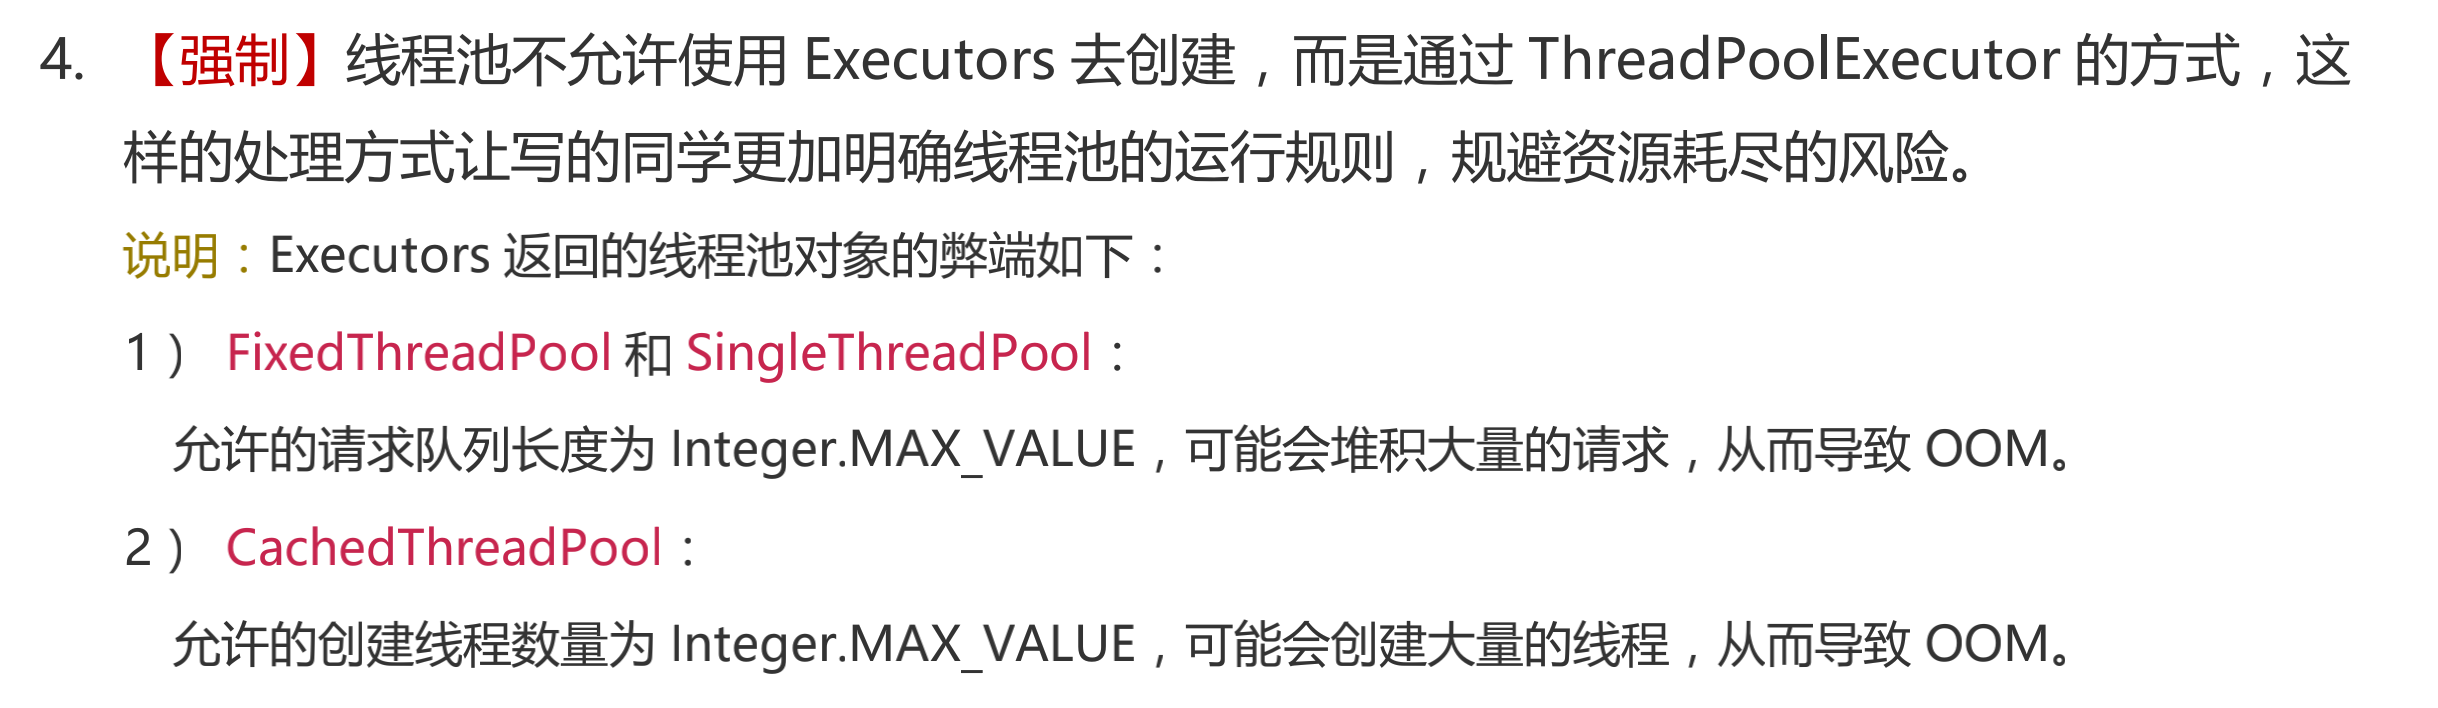 4. 【强制】线程池不允许使用 Executors 去创建，而是通过 ThreadPoolExecutor 的方式，这
样的处理方式让写的同学更加明确线程池的运行规则，规避资源耗尽的风险。
说明：Executors 返回的线程池对象的弊端如下：
1） FixedThreadPool 和 SingleThreadPool：
允许的请求队列长度为 Integer.MAX_VALUE，可能会堆积大量的请求，从而导致 OOM。
2） CachedThreadPool：
允许的创建线程数量为 Integer.MAX_VALUE，可能会创建大量的线程，从而导致 OOM。